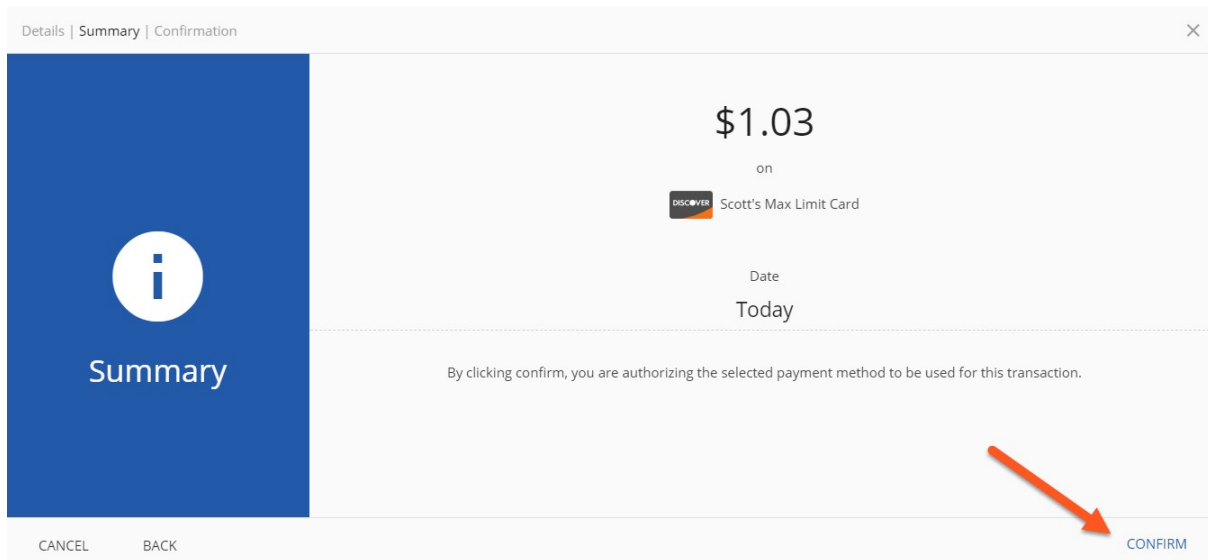 Details | Summary | Confirmation
$1.03
on
DISCOVER Scott's Max Limit Card
Date
Today
i
Summary
By clicking confirm, you are authorizing the selected payment method to be used for this transaction.
CANCEL BACK CONFIRM